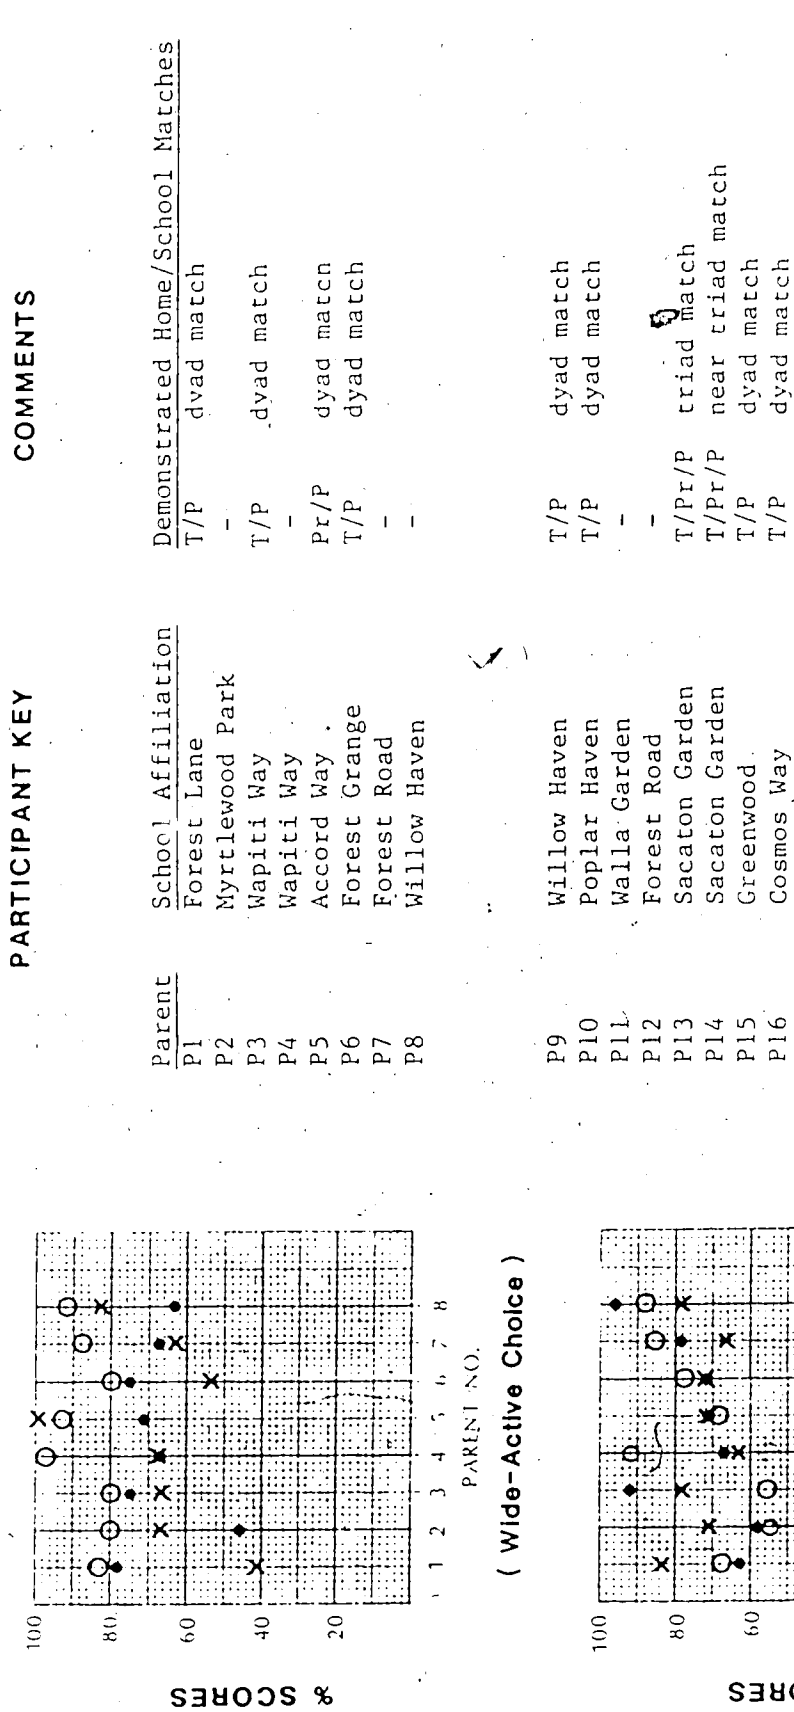 PARTICIPANT KEY
COMMENTS
Parent School Affiliation Demonstrated Home/School Matches
P1 Forest Lane T/P dvad match
P2 Myrtlewood Park -
P3 Wapiti Way T/P dvad match
P4 Wapiti Way -
P5 Accord Way Pr/P dyad matcn
P6 Forest Grange T/P dyad match
P7 Forest Road -
P8 Willow Haven -
P9 Willow Haven T/P dyad match
P10 Poplar Haven T/P dyad match
P11 Walla Garden -
P12 Forest Road -
P13 Sacaton Garden T/Pr/P triad match
P14 Sacaton Garden T/Pr/P near triad match
P15 Greenwood T/P dyad match
P16 Cosmos Way T/P dyad match
% SCORES
100
80
60
40
20
1 2 3 4 5 6 7 8
PARENT NO.
( Wide-Active Choice )
100
80
60